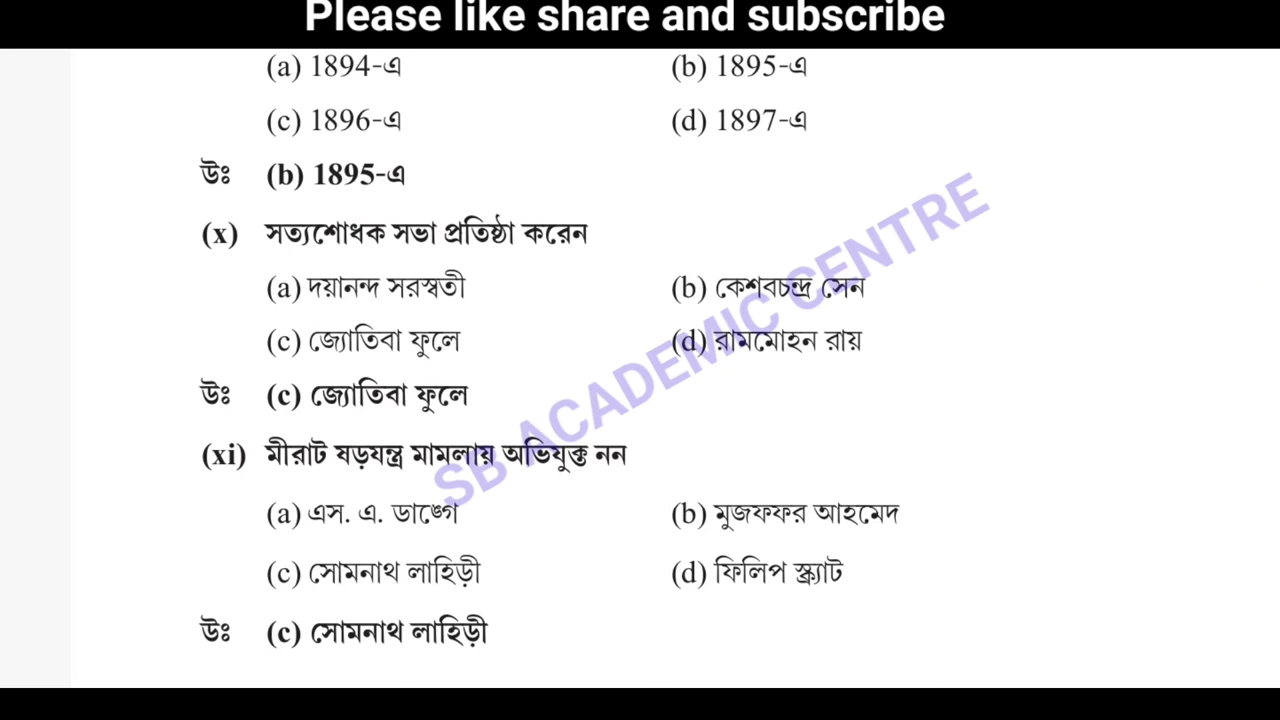 Please like share and subscribe
(a) 1894-এ (b) 1895-এ
(c) 1896-এ (d) 1897-এ
উঃ (b) 1895-এ
(x) সত্যশোধক সভা প্রতিষ্ঠা করেন
(a) দয়ানন্দ সরস্বতী (b) কেশবচন্দ্র সেন
(c) জ্যোতিবা ফুলে (d) রামমোহন রায়
উঃ (c) জ্যোতিবা ফুলে
(xi) মীরাট ষড়যন্ত্র মামলায় অভিযুক্ত নন
(a) এস. এ. ডাঙ্গে (b) মুজফফর আহমেদ
(c) সোমনাথ লাহিড়ী (d) ফিলিপ স্ক্র্যাট
উঃ (c) সোমনাথ লাহিড়ী
SB ACADEMIC CENTRE